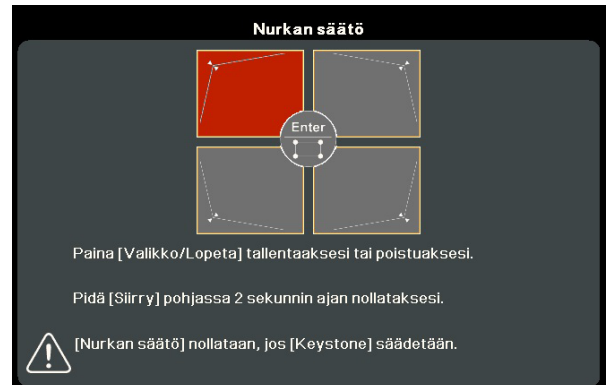 Nurkan säätö
Enter
Paina [Valikko/Lopeta] tallentaaksesi tai poistuaksesi.
Pidä [Siirry] pohjassa 2 sekunnin ajan nollataksesi.
[Nurkan säätö] nollataan, jos [Keystone] säädetään.